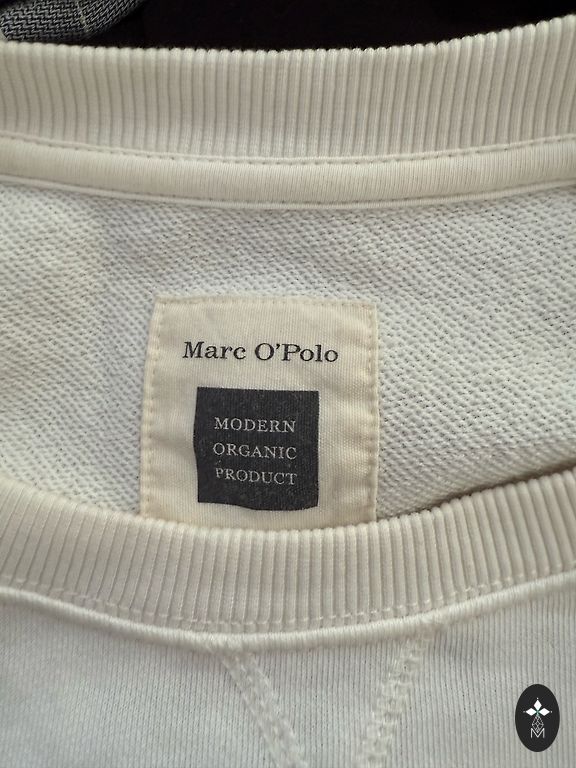 Marc O'Polo
MODERN
ORGANIC
PRODUCT
M